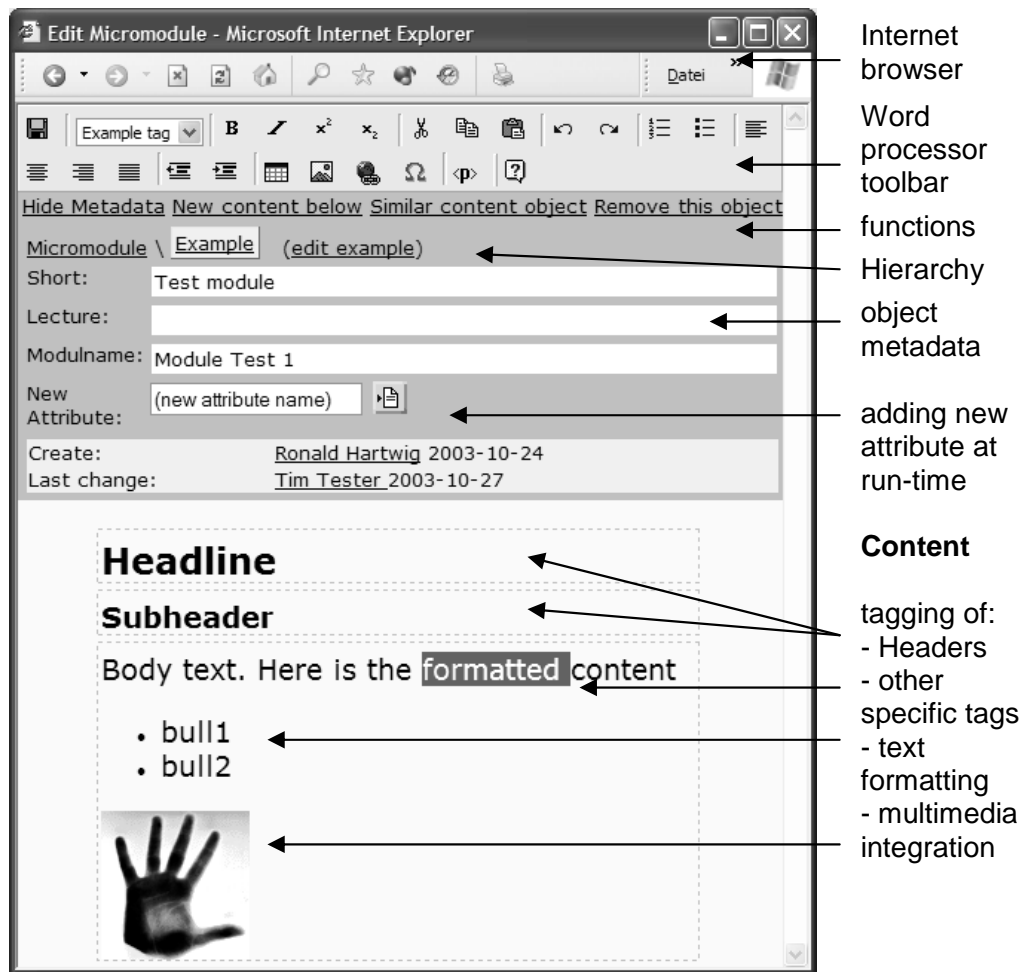 Edit Micromodule - Microsoft Internet Explorer
Datei »
Example tag B I x² x₂
<p> Ω ?
Hide Metadata New content below Similar content object Remove this object
Micromodule \ Example (edit example)
Short: Test module
Lecture:
Modulname: Module Test 1
New
Attribute: (new attribute name)
Create: Ronald Hartwig 2003-10-24
Last change: Tim Tester 2003-10-27
Headline
Subheader
Body text. Here is the formatted content
• bull1
• bull2
Internet
browser
Word
processor
toolbar
functions
Hierarchy
object
metadata
adding new
attribute at
run-time
Content
tagging of:
- Headers
- other
specific tags
- text
formatting
- multimedia
integration